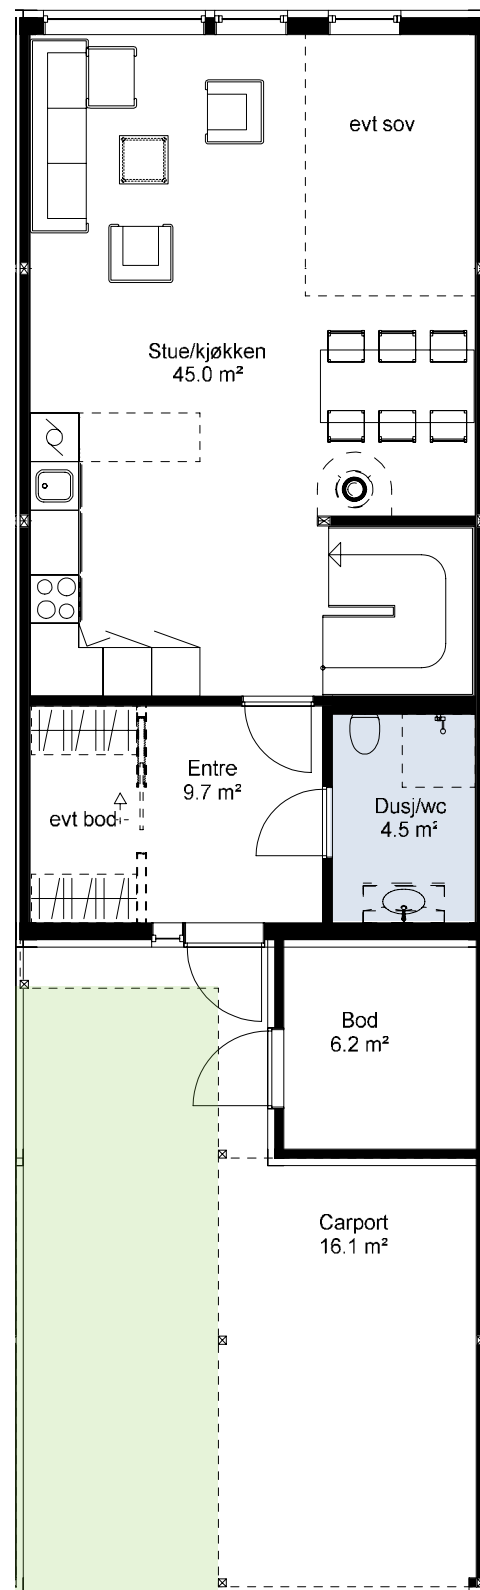 evt sov
Stue/kjøkken
45.0 m²
Entre
9.7 m²
evt bod
Dusj/wc
4.5 m²
Bod
6.2 m²
Carport
16.1 m²